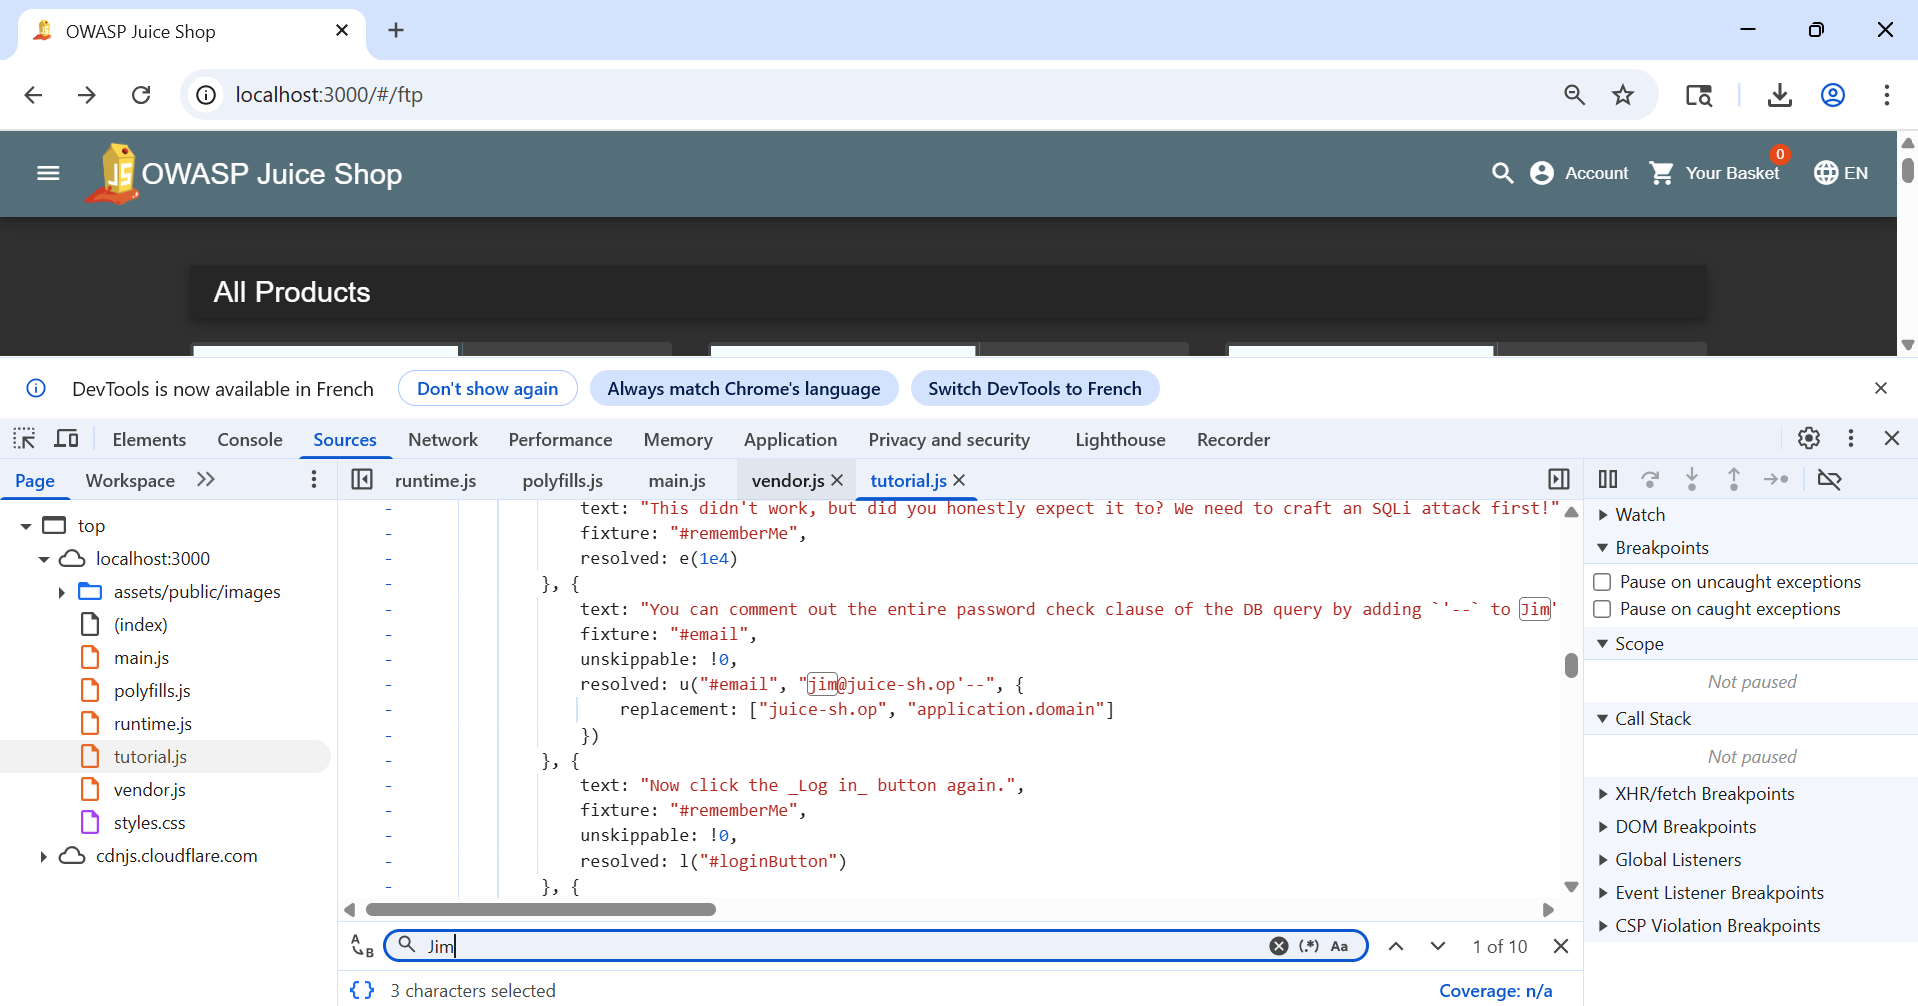 OWASP Juice Shop
localhost:3000/#/ftp
OWASP Juice Shop
Account
0
Your Basket
EN
All Products
DevTools is now available in French
Don't show again
Always match Chrome's language
Switch DevTools to French
Elements Console Sources Network Performance Memory Application Privacy and security Lighthouse Recorder
Page Workspace
runtime.js polyfills.js main.js vendor.js tutorial.js
top
localhost:3000
assets/public/images
(index)
main.js
polyfills.js
runtime.js
tutorial.js
vendor.js
styles.css
cdnjs.cloudflare.com
- text: "This didn't work, but did you honestly expect it to? We need to craft an SQLi attack first!"
- fixture: "#rememberMe",
- resolved: e(1e4)
- }, {
- text: "You can comment out the entire password check clause of the DB query by adding `'--` to Jim'
- fixture: "#email",
- unskippable: !0,
- resolved: u("#email", "jim@juice-sh.op'--", {
- replacement: ["juice-sh.op", "application.domain"]
- })
- }, {
- text: "Now click the _Log in_ button again.",
- fixture: "#rememberMe",
- unskippable: !0,
- resolved: l("#loginButton")
- }, {
Jim
(.*) Aa
1 of 10
{} 3 characters selected
Coverage: n/a
Watch
Breakpoints
Pause on uncaught exceptions
Pause on caught exceptions
Scope
Not paused
Call Stack
Not paused
XHR/fetch Breakpoints
DOM Breakpoints
Global Listeners
Event Listener Breakpoints
CSP Violation Breakpoints